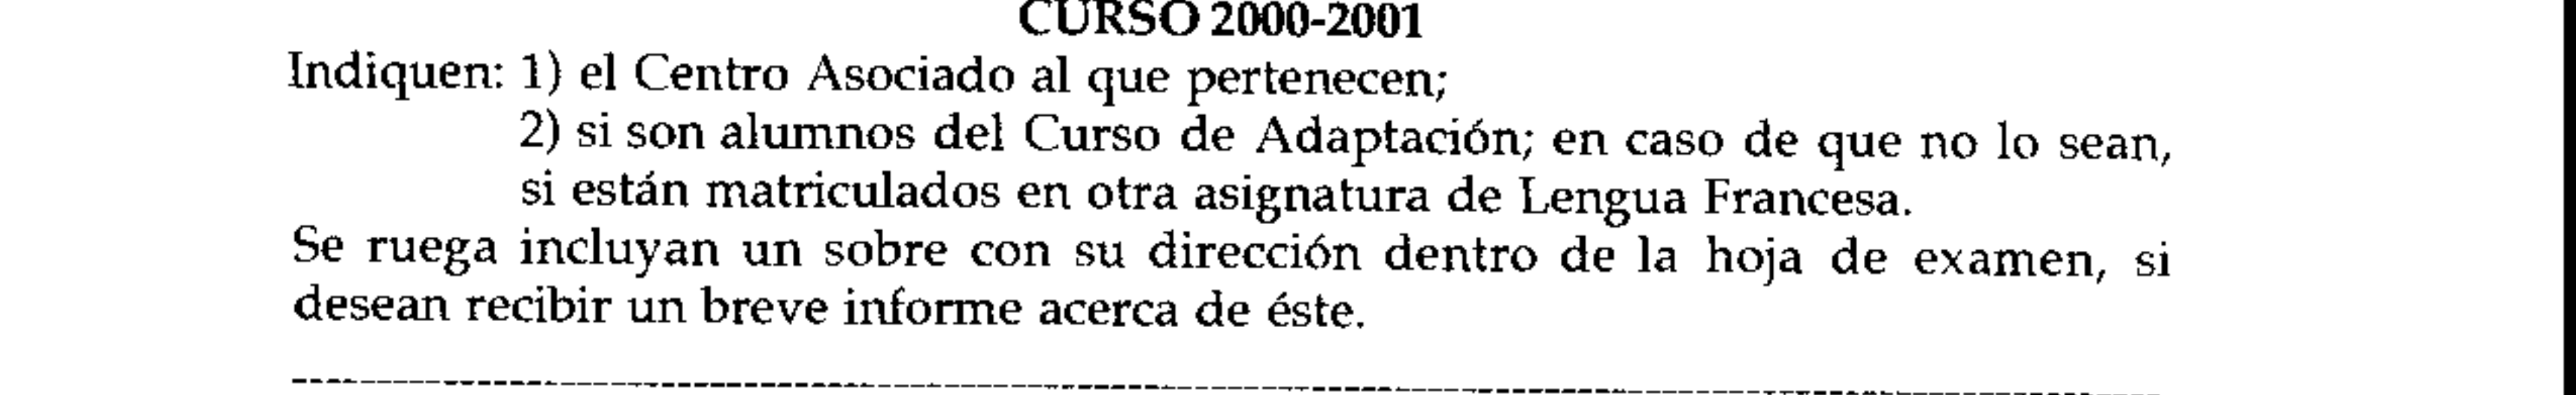 CURSO 2000-2001
Indiquen: 1) el Centro Asociado al que pertenecen;
2) si son alumnos del Curso de Adaptación; en caso de que no lo sean,
si están matriculados en otra asignatura de Lengua Francesa.
Se ruega incluyan un sobre con su dirección dentro de la hoja de examen, si
desean recibir un breve informe acerca de éste.